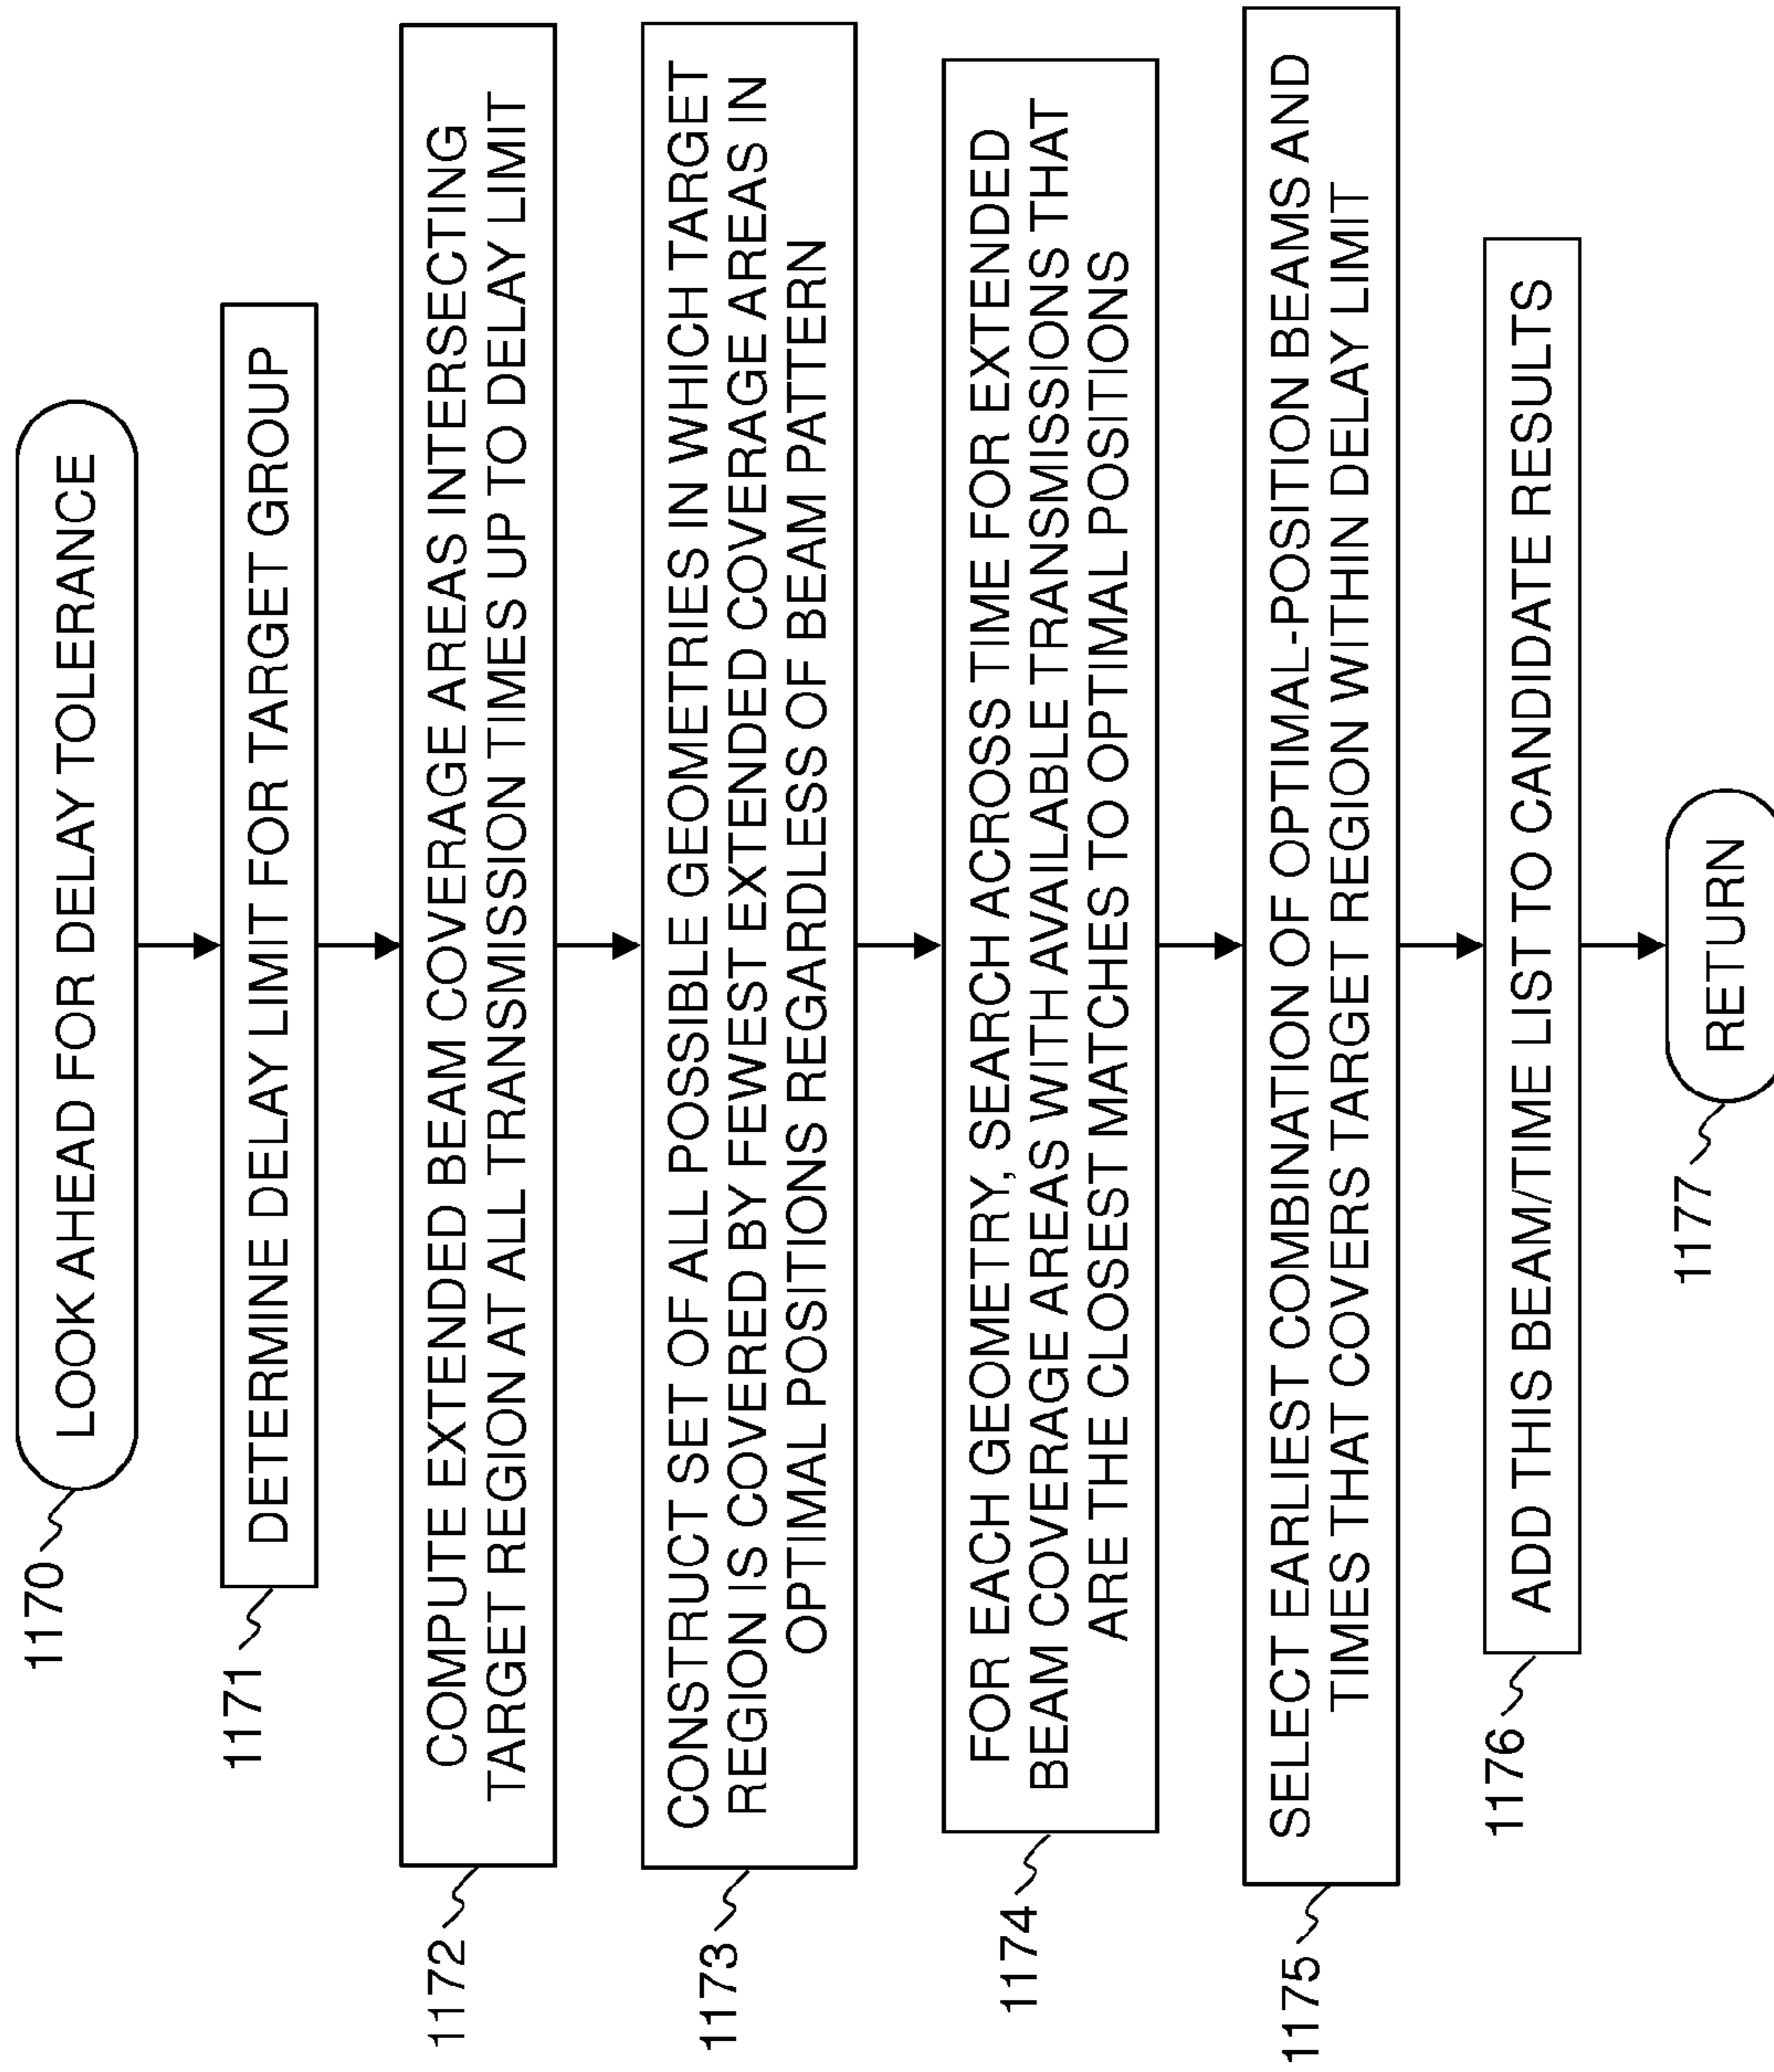 1170
LOOK AHEAD FOR DELAY TOLERANCE
1171
DETERMINE DELAY LIMIT FOR TARGET GROUP
1172
COMPUTE EXTENDED BEAM COVERAGE AREAS INTERSECTING
TARGET REGION AT ALL TRANSMISSION TIMES UP TO DELAY LIMIT
1173
CONSTRUCT SET OF ALL POSSIBLE GEOMETRIES IN WHICH TARGET
REGION IS COVERED BY FEWEST EXTENDED COVERAGE AREAS IN
OPTIMAL POSITIONS REGARDLESS OF BEAM PATTERN
1174
FOR EACH GEOMETRY, SEARCH ACROSS TIME FOR EXTENDED
BEAM COVERAGE AREAS WITH AVAILABLE TRANSMISSIONS THAT
ARE THE CLOSEST MATCHES TO OPTIMAL POSITIONS
1175
SELECT EARLIEST COMBINATION OF OPTIMAL-POSITION BEAMS AND
TIMES THAT COVERS TARGET REGION WITHIN DELAY LIMIT
1176
ADD THIS BEAM/TIME LIST TO CANDIDATE RESULTS
1177
RETURN